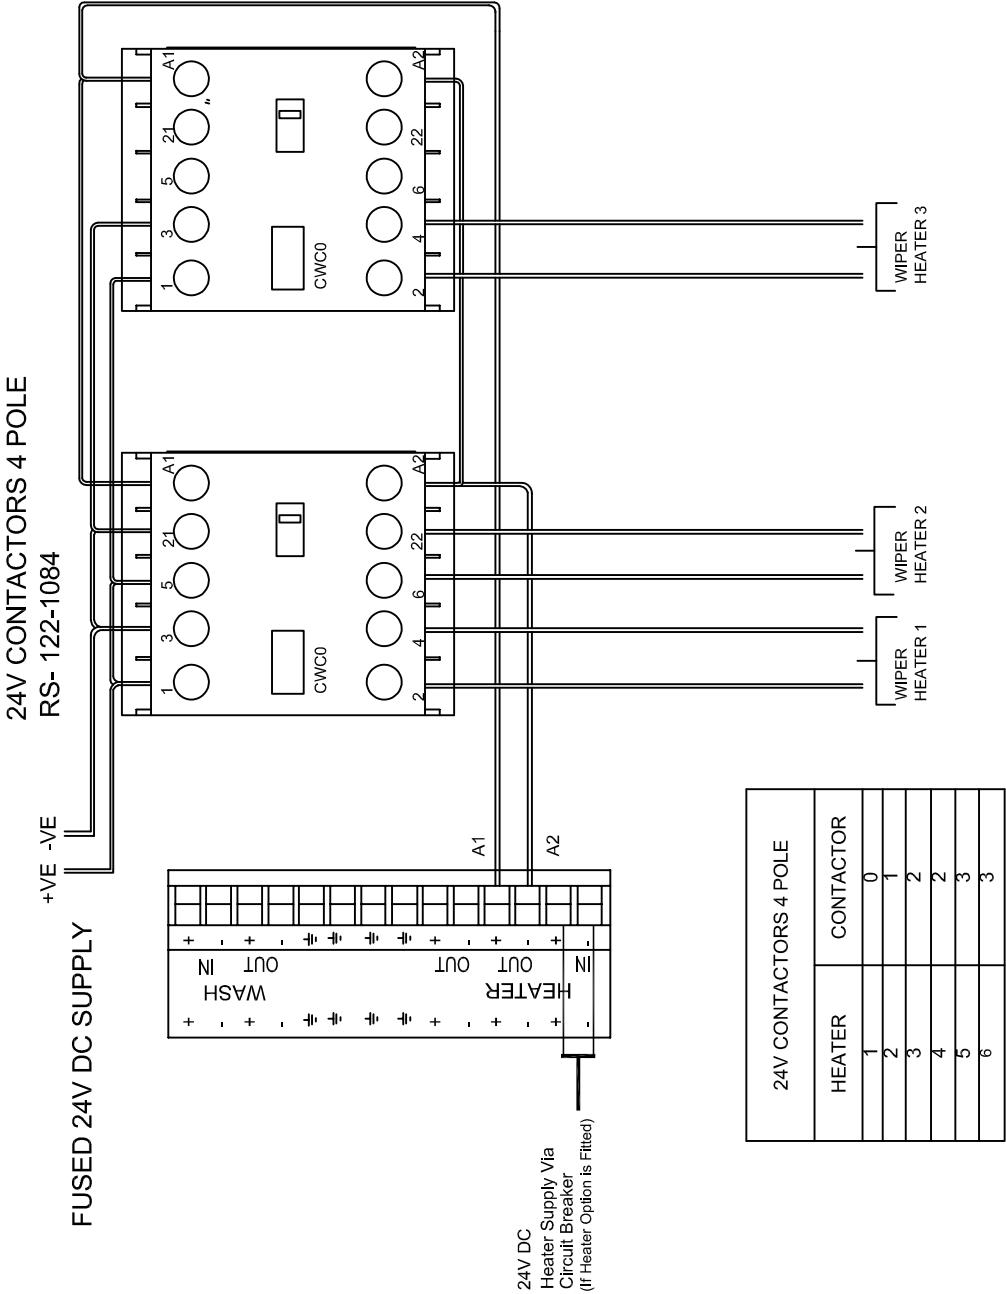 24V CONTACTORS 4 POLE
RS- 122-1084
+VE -VE
FUSED 24V DC SUPPLY
1 3 5 21 A1
CWC0
2 4 6 22 A2
1 3 5 21 A1
CWC0
2 4 6 22 A2
+ - + - + - + - + -
WASH
IN
OUT
OUT
HEATER
OUT
IN
+ - + - + - + - + -
A1
A2
24V DC
Heater Supply Via
Circuit Breaker
(If Heater Option is Fitted)
WIPER
HEATER 1
WIPER
HEATER 2
WIPER
HEATER 3
24V CONTACTORS 4 POLE
HEATER CONTACTOR
1 0
2 1
3 2
4 2
5 3
6 3